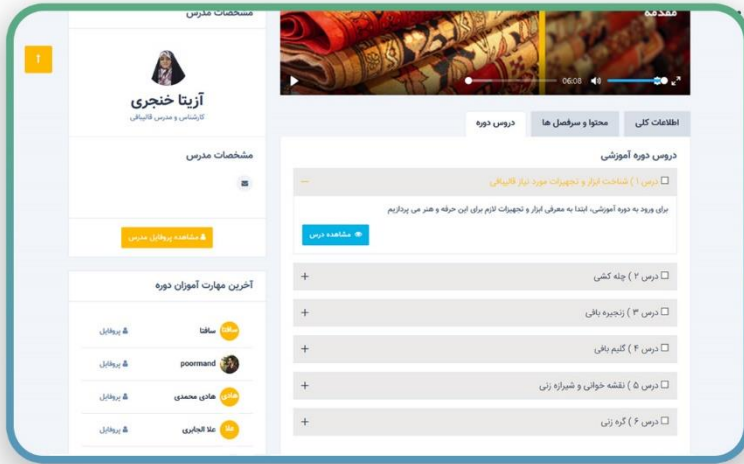 مقدمه
06:08
اطلاعات کلی
محتوا و سرفصل ها
دروس دوره
دروس دوره آموزشی
درس ۱ ) شناخت ابزار و تجهیزات مورد نیاز قالیبافی
برای ورود به دوره آموزشی، ابتدا به معرفی ابزار و تجهیزات لازم برای این حرفه و هنر می پردازیم
مشاهده درس
درس ۲ ) چله کشی
درس ۳ ) زنجیره بافی
درس ۴ ) گلیم بافی
درس ۵ ) نقشه خوانی و شیرازه زنی
درس ۶ ) گره زنی
مشخصات مدرس
آزیتا خنجری
کارشناس و مدرس قالیبافی
مشخصات مدرس
مشاهده پروفایل مدرس
آخرین مهارت آموزان دوره
سافتا سافتا پروفایل
poormand پروفایل
هادی هادی محمدی پروفایل
علا علا الجابری پروفایل